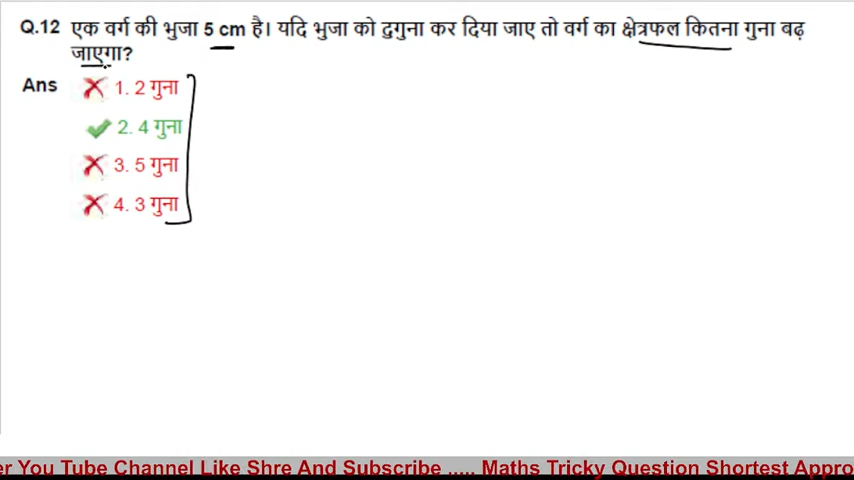 Q.12 एक वर्ग की भुजा 5 cm है। यदि भुजा को दुगुना कर दिया जाए तो वर्ग का क्षेत्रफल कितना गुना बढ़
जाएगा?
Ans 1. 2 गुना
2. 4 गुना
3. 5 गुना
4. 3 गुना
er You Tube Channel Like Shre And Subscribe ..... Maths Tricky Question Shortest Appro